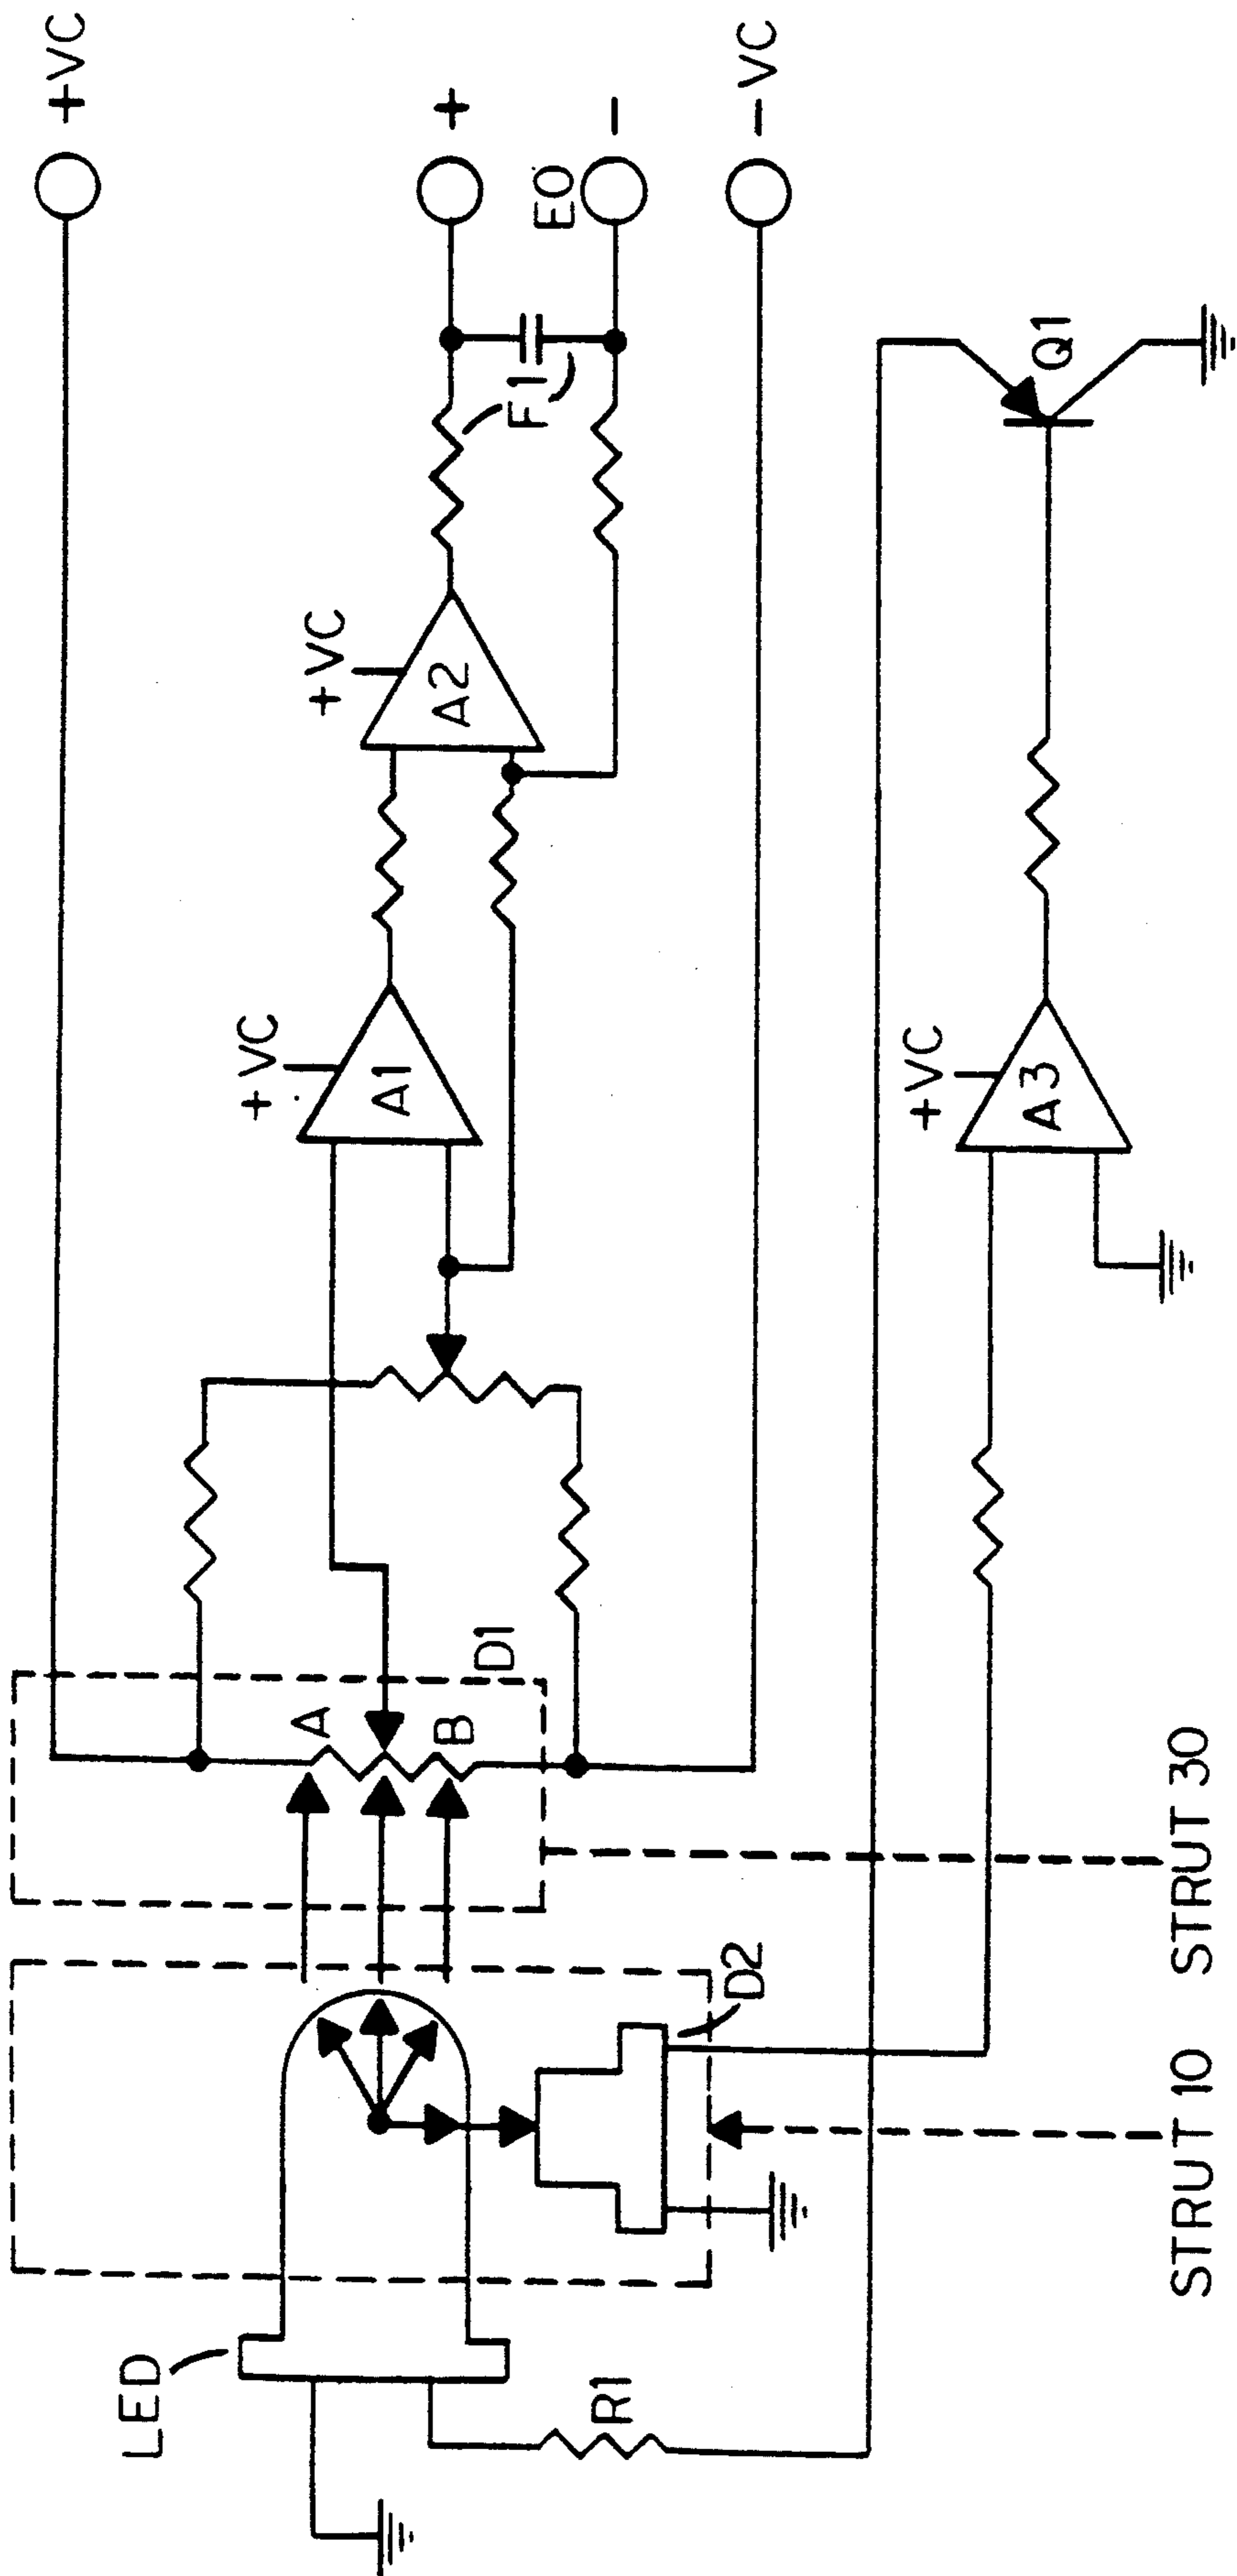 +VC
+
EO
-
-VC
F1
+VC
A2
+VC
A1
Q1
+VC
A3
A
B
D1
LED
D2
R1
STRUT 10
STRUT 30